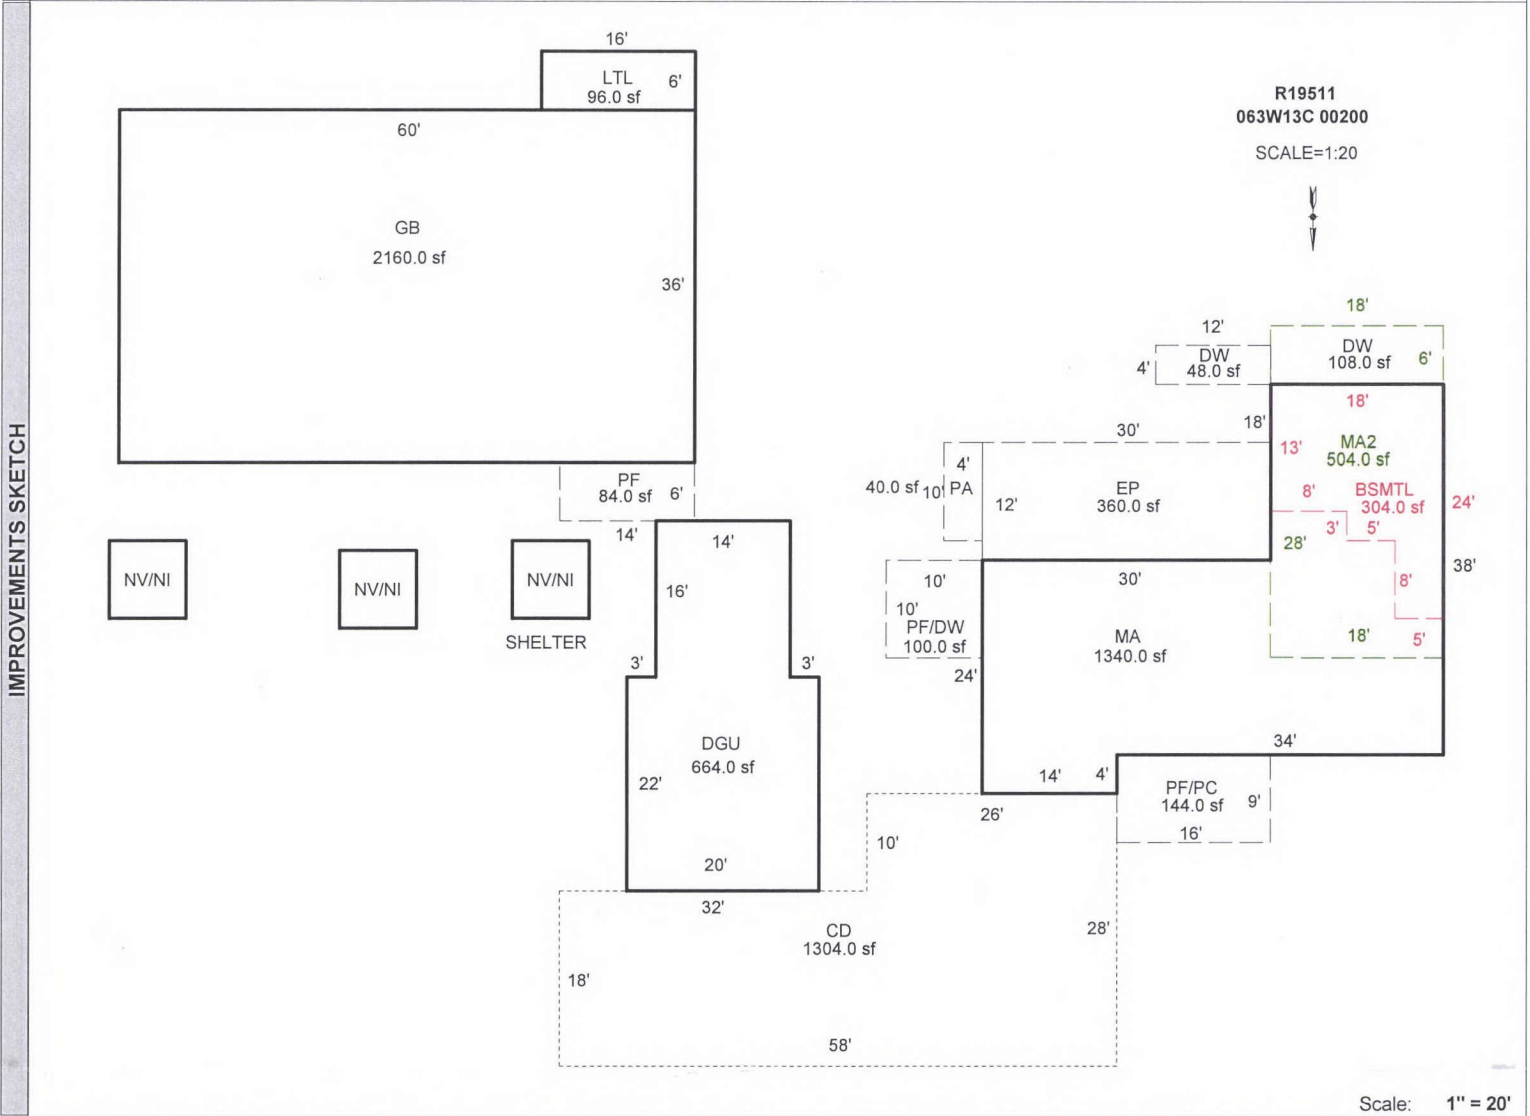 IMPROVEMENTS SKETCH
16'
LTL
6'
96.0 sf
60'
GB
2160.0 sf
36'
PF
84.0 sf
6'
14'
14'
NV/NI
NV/NI
NV/NI
SHELTER
16'
3'
3'
DGU
664.0 sf
22'
20'
32'
CD
1304.0 sf
18'
58'
10'
26'
28'
R19511
063W13C 00200
SCALE=1:20
18'
12'
DW
48.0 sf
4'
DW
108.0 sf
6'
18'
18'
30'
13'
MA2
504.0 sf
4'
40.0 sf
10'
PA
12'
EP
360.0 sf
8'
BSMTL
304.0 sf
24'
3'
5'
28'
38'
10'
10'
PF/DW
100.0 sf
30'
8'
MA
1340.0 sf
18'
5'
24'
34'
14'
4'
PF/PC
144.0 sf
9'
16'
Scale: 1" = 20'